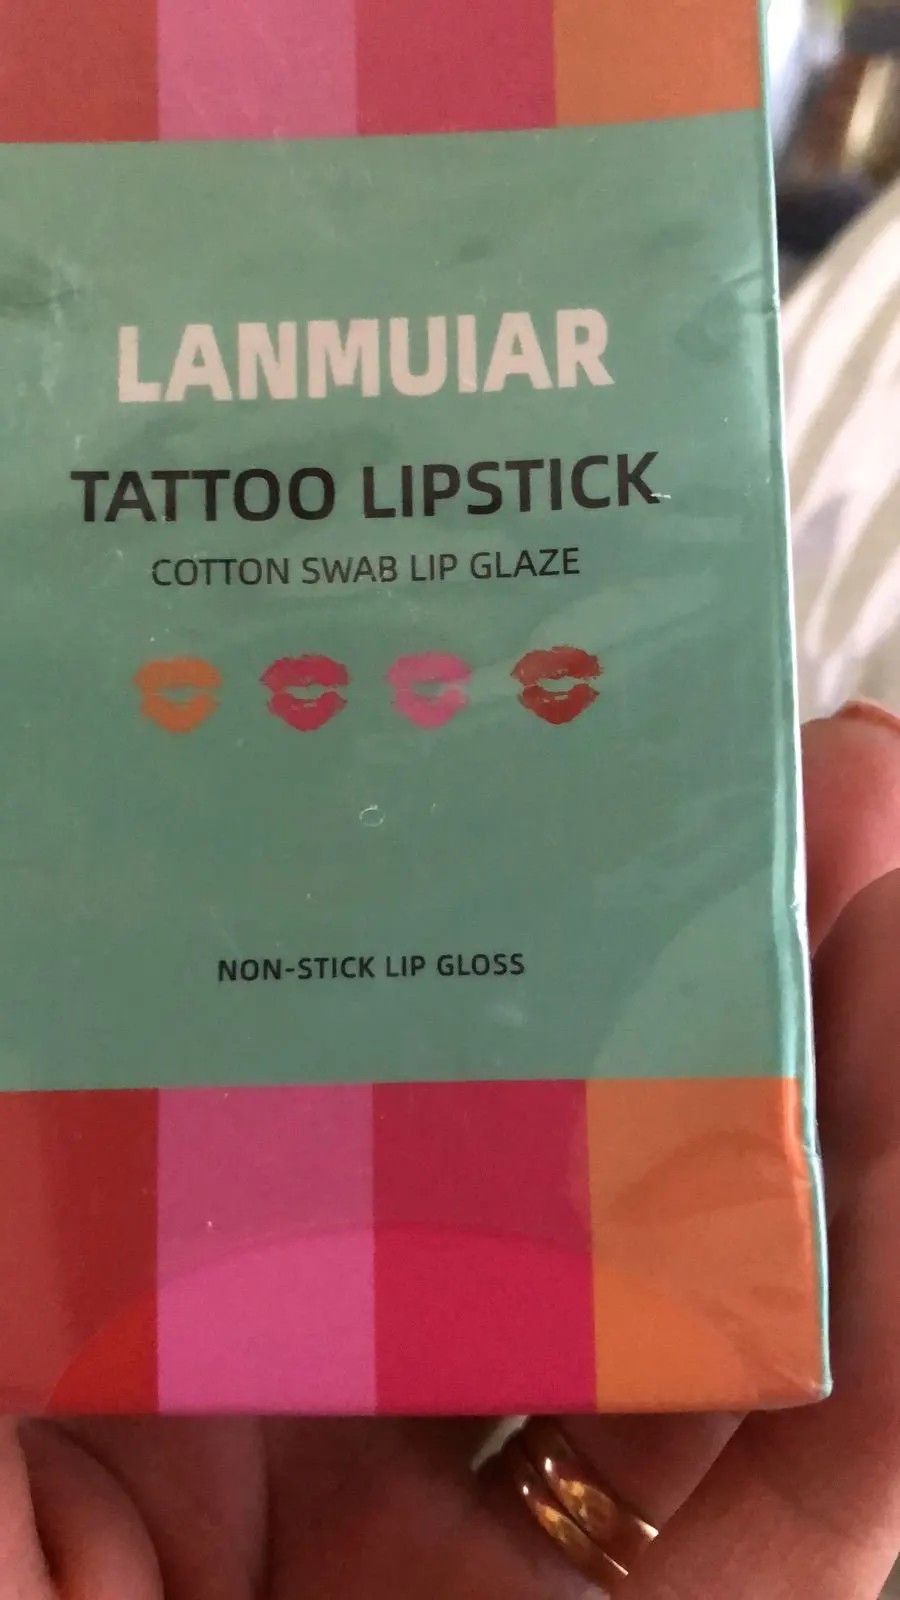 LANMUIAR
TATTOO LIPSTICK
COTTON SWAB LIP GLAZE
NON-STICK LIP GLOSS